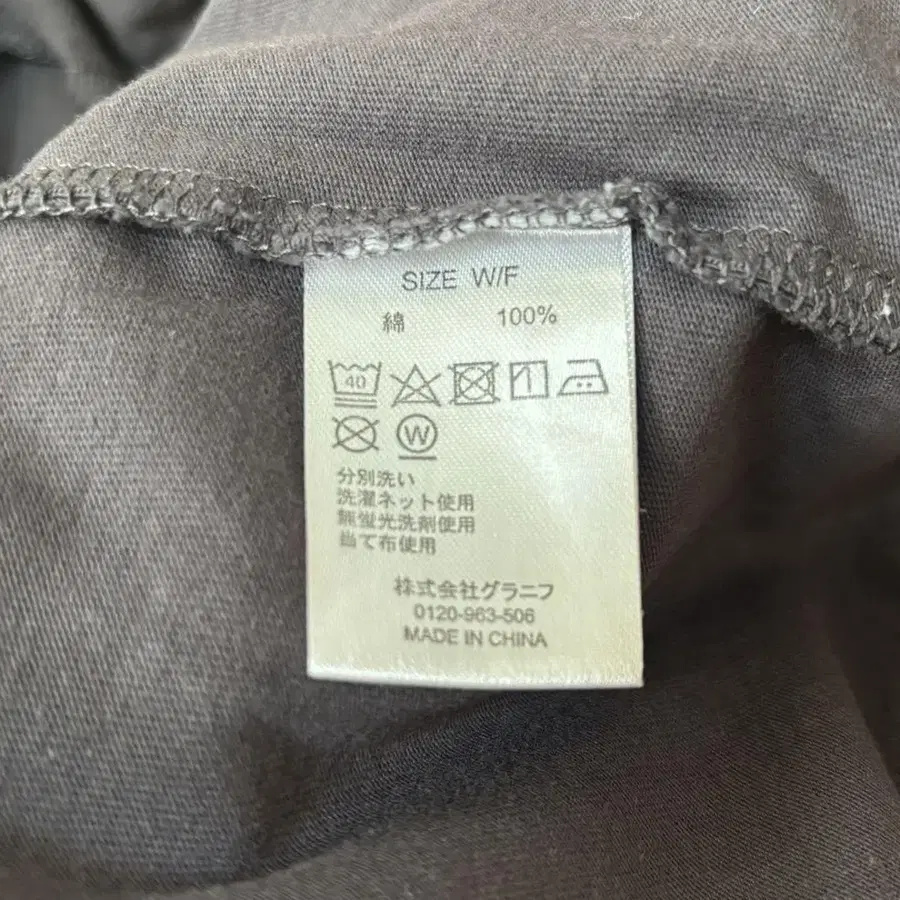 SIZE W/F
綿 100%
40
W
分別洗い
洗濯ネット使用
無蛍光洗剤使用
当て布使用
株式会社グラニフ
0120-963-506
MADE IN CHINA